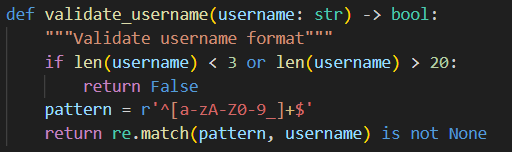 def validate_username(username: str) -> bool:
    """Validate username format"""
    if len(username) < 3 or len(username) > 20:
        return False
    pattern = r'^[a-zA-Z0-9_]+$'
    return re.match(pattern, username) is not None